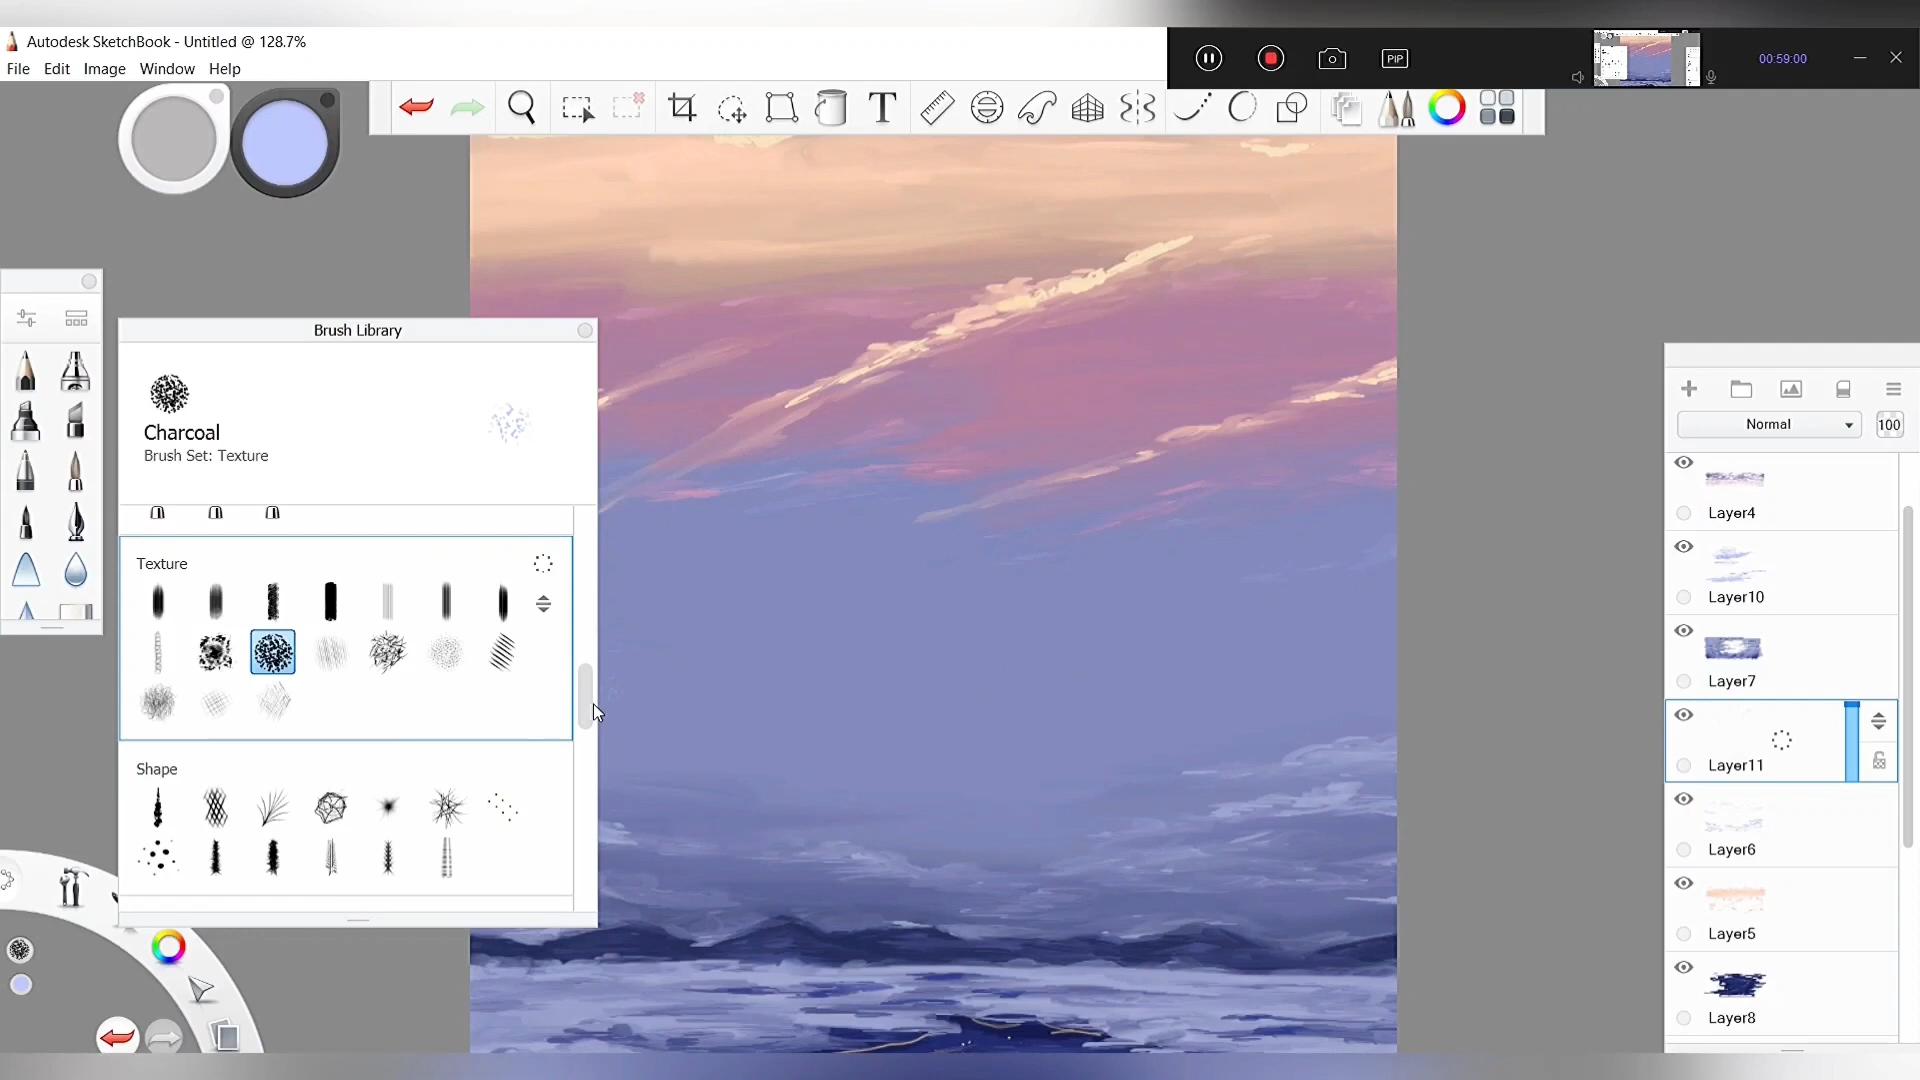 Autodesk SketchBook - Untitled @ 128.7%
File Edit Image Window Help
PIP
00:59:00
T
Brush Library
Charcoal
Brush Set: Texture
Texture
Shape
Normal
100
Layer4
Layer10
Layer7
Layer11
Layer6
Layer5
Layer8